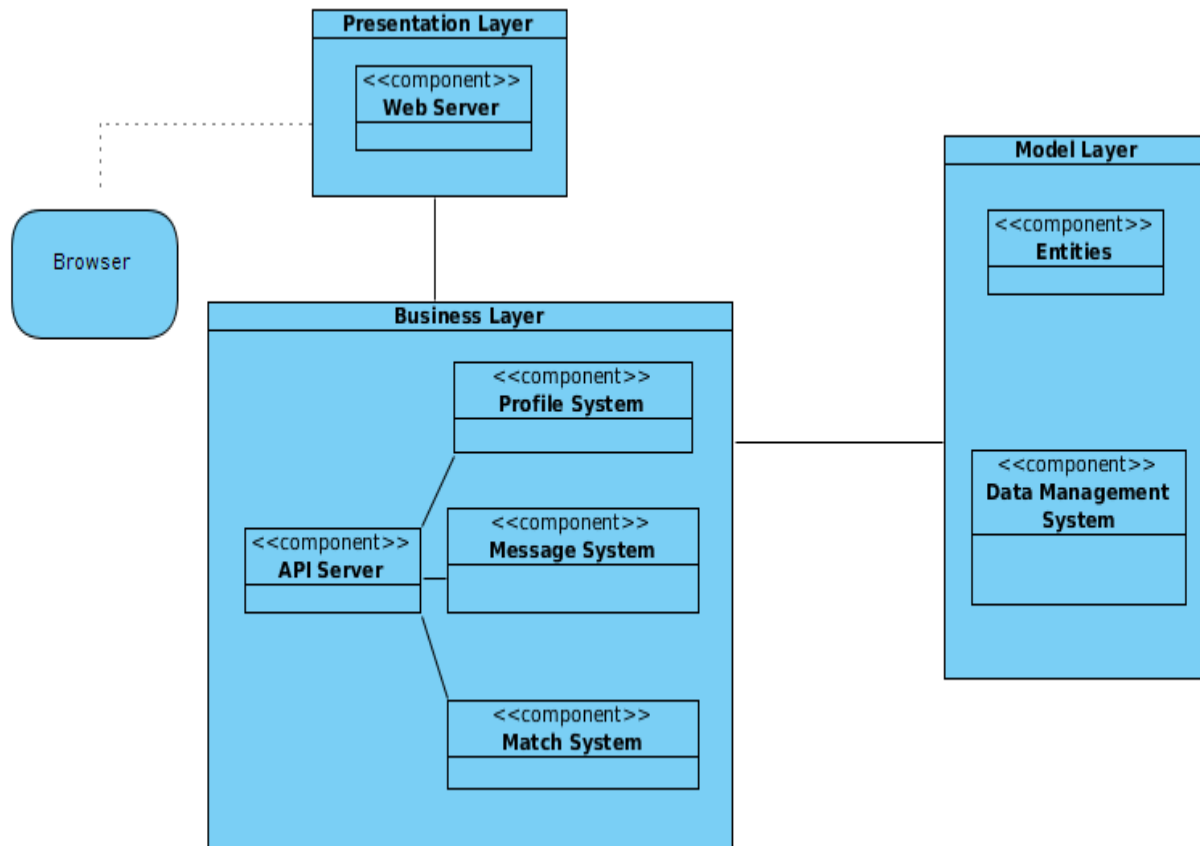 Presentation Layer
<<component>>
Web Server
Browser
Business Layer
<<component>>
Profile System
<<component>>
API Server
<<component>>
Message System
<<component>>
Match System
Model Layer
<<component>>
Entities
<<component>>
Data Management
System